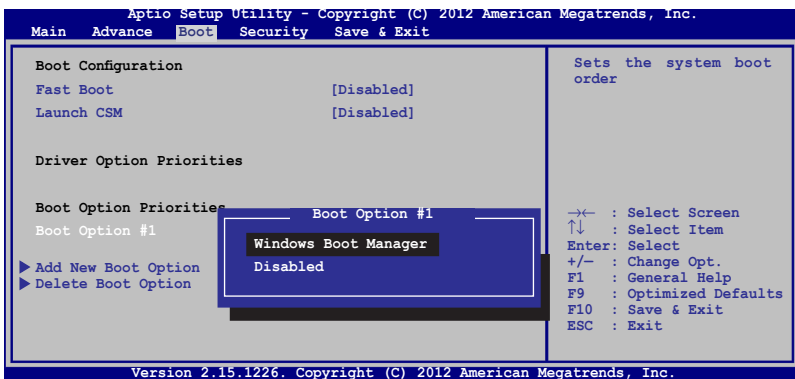 Aptio Setup Utility - Copyright (C) 2012 American Megatrends, Inc.
Main Advance Boot Security Save & Exit
Boot Configuration
Fast Boot [Disabled]
Launch CSM [Disabled]
Driver Option Priorities
Boot Option Priorities
Boot Option #1
Add New Boot Option
Delete Boot Option
Boot Option #1
Windows Boot Manager
Disabled
Sets the system boot
order
→← : Select Screen
↑↓ : Select Item
Enter: Select
+/— : Change Opt.
F1 : General Help
F9 : Optimized Defaults
F10 : Save & Exit
ESC : Exit
Version 2.15.1226. Copyright (C) 2012 American Megatrends, Inc.